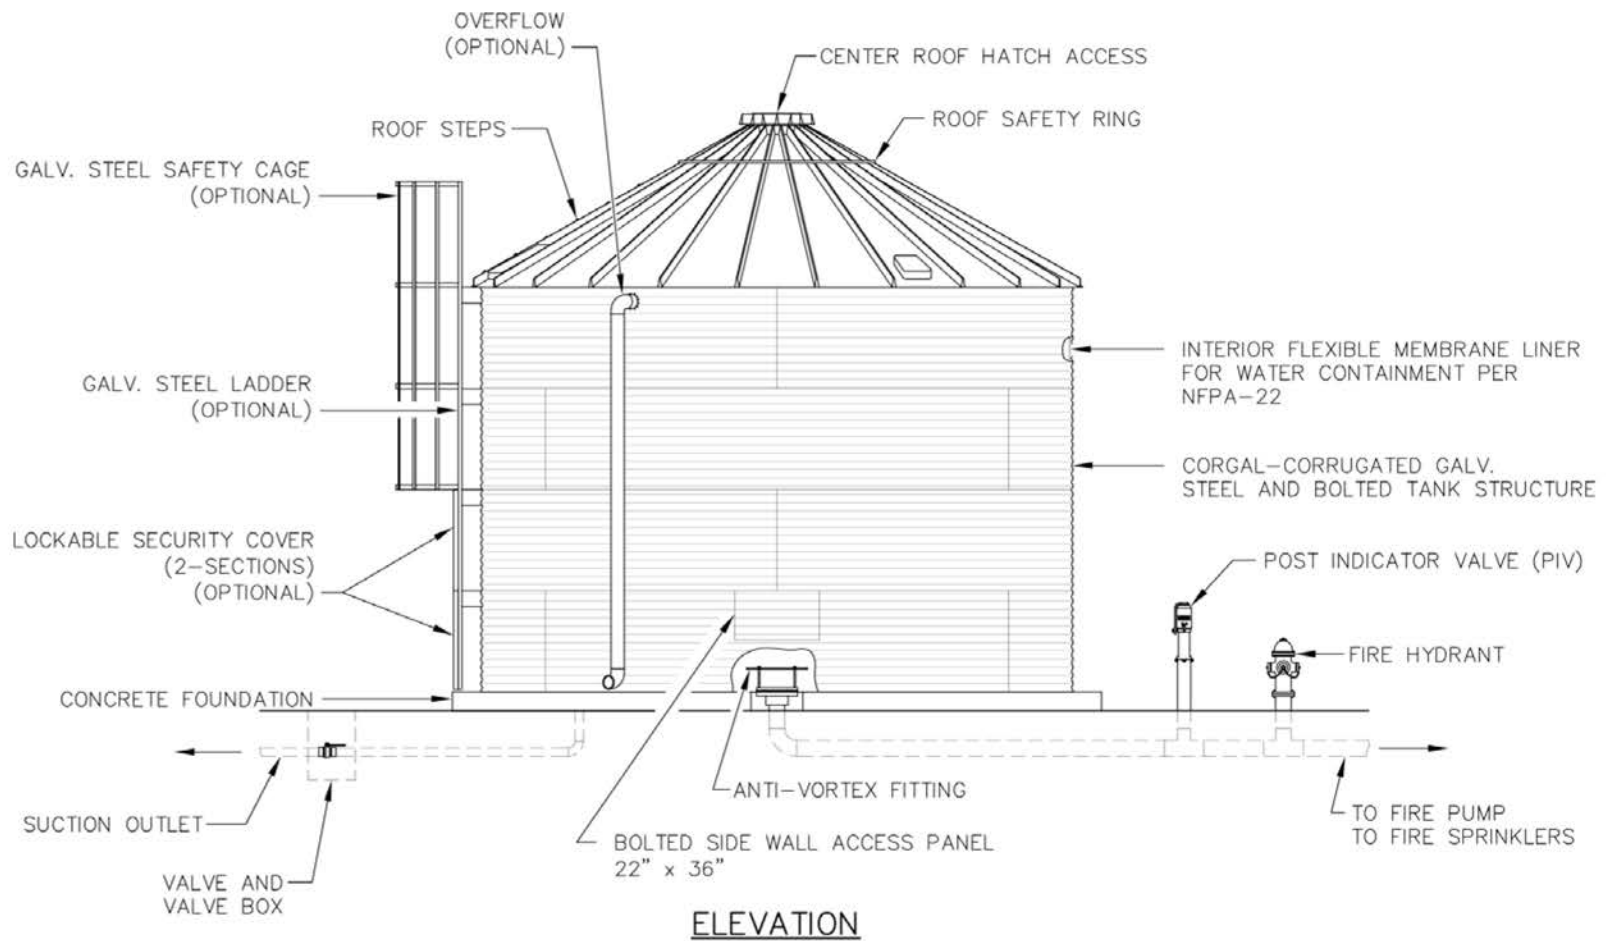 OVERFLOW
(OPTIONAL)
CENTER ROOF HATCH ACCESS
ROOF STEPS
ROOF SAFETY RING
GALV. STEEL SAFETY CAGE
(OPTIONAL)
INTERIOR FLEXIBLE MEMBRANE LINER
FOR WATER CONTAINMENT PER
NFPA-22
GALV. STEEL LADDER
(OPTIONAL)
CORGAL-CORRUGATED GALV.
STEEL AND BOLTED TANK STRUCTURE
LOCKABLE SECURITY COVER
(2-SECTIONS)
(OPTIONAL)
POST INDICATOR VALVE (PIV)
FIRE HYDRANT
CONCRETE FOUNDATION
ANTI-VORTEX FITTING
SUCTION OUTLET
TO FIRE PUMP
TO FIRE SPRINKLERS
BOLTED SIDE WALL ACCESS PANEL
22" x 36"
VALVE AND
VALVE BOX
ELEVATION